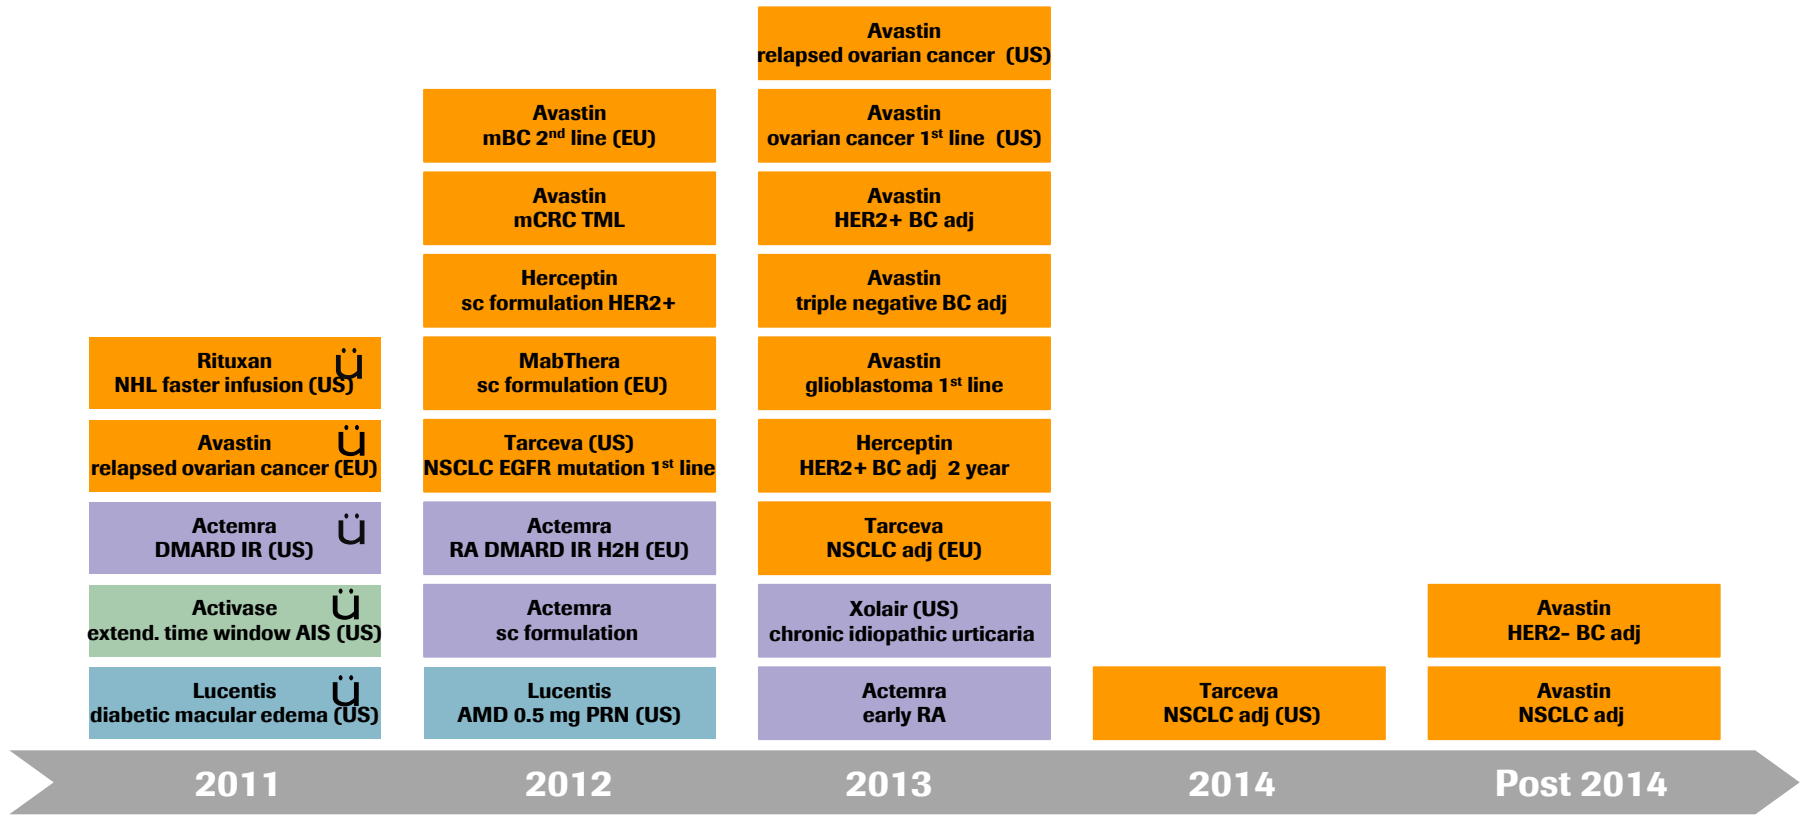 Rituxan
NHL faster infusion (US)
ü
Avastin
relapsed ovarian cancer (EU)
ü
Actemra
DMARD IR (US)
ü
Activase
extend. time window AIS (US)
ü
Lucentis
diabetic macular edema (US)
ü
Avastin
mBC 2nd line (EU)
Avastin
mCRC TML
Herceptin
sc formulation HER2+
MabThera
sc formulation (EU)
Tarceva (US)
NSCLC EGFR mutation 1st line
Actemra
RA DMARD IR H2H (EU)
Actemra
sc formulation
Lucentis
AMD 0.5 mg PRN (US)
Avastin
relapsed ovarian cancer (US)
Avastin
ovarian cancer 1st line (US)
Avastin
HER2+ BC adj
Avastin
triple negative BC adj
Avastin
glioblastoma 1st line
Herceptin
HER2+ BC adj 2 year
Tarceva
NSCLC adj (EU)
Xolair (US)
chronic idiopathic urticaria
Actemra
early RA
Tarceva
NSCLC adj (US)
Avastin
HER2- BC adj
Avastin
NSCLC adj
2011
2012
2013
2014
Post 2014